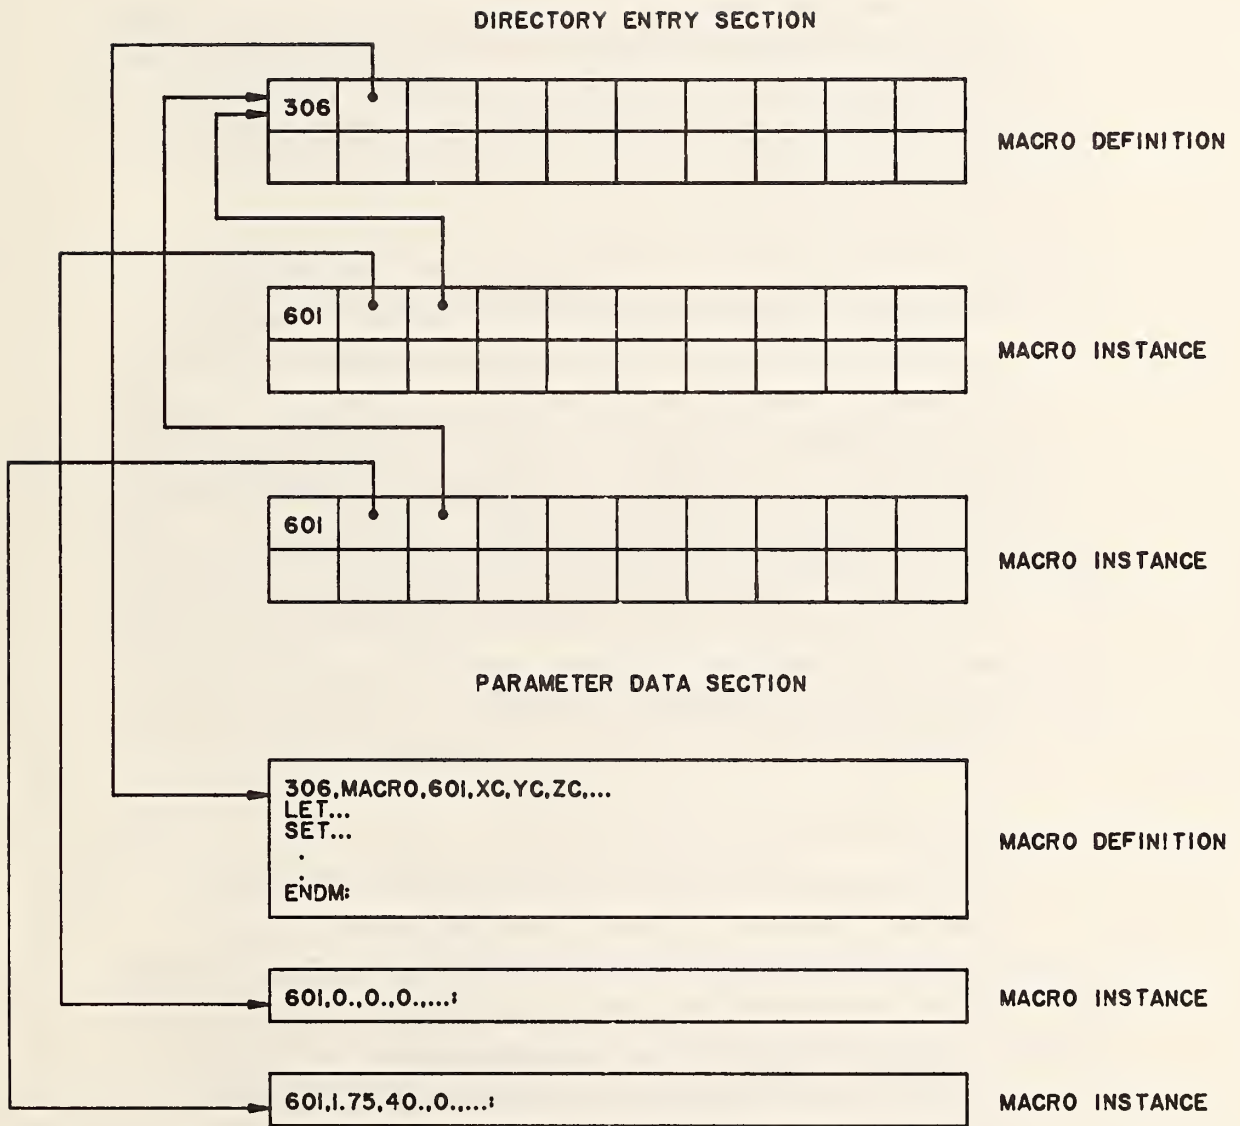 DIRECTORY ENTRY SECTION
306
MACRO DEFINITION
601
MACRO INSTANCE
601
MACRO INSTANCE
PARAMETER DATA SECTION
306,MACRO,601,XC,YC,ZC,...
LET...
SET...
.
.
ENDM:
MACRO DEFINITION
601,0.,0.,0.,...:
MACRO INSTANCE
601,1.75,40.,0.,...:
MACRO INSTANCE